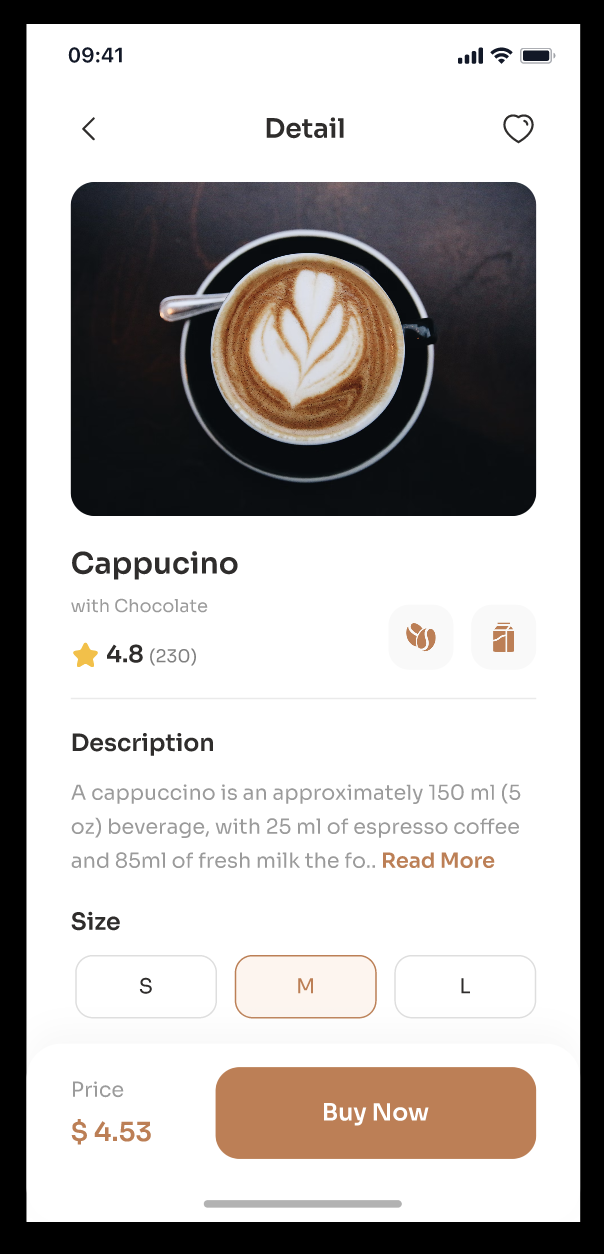 09:41
Detail
Cappucino
with Chocolate
4.8 (230)
Description
A cappuccino is an approximately 150 ml (5
oz) beverage, with 25 ml of espresso coffee
and 85ml of fresh milk the fo.. Read More
Size
S
M
L
Price
$ 4.53
Buy Now